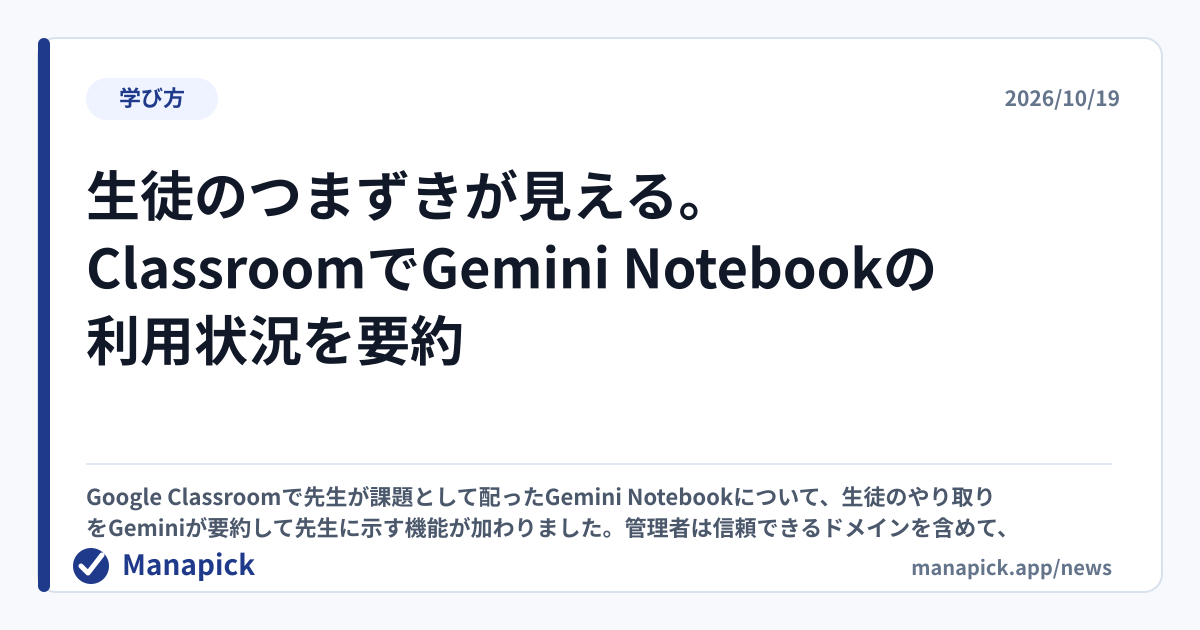 学び方
2026/10/19
生徒のつまずきが見える。
ClassroomでGemini Notebookの
利用状況を要約
Google Classroomで先生が課題として配ったGemini Notebookについて、生徒のやり取り
をGeminiが要約して先生に示す機能が加わりました。管理者は信頼できるドメインを含めて、
Manapick
manapick.app/news